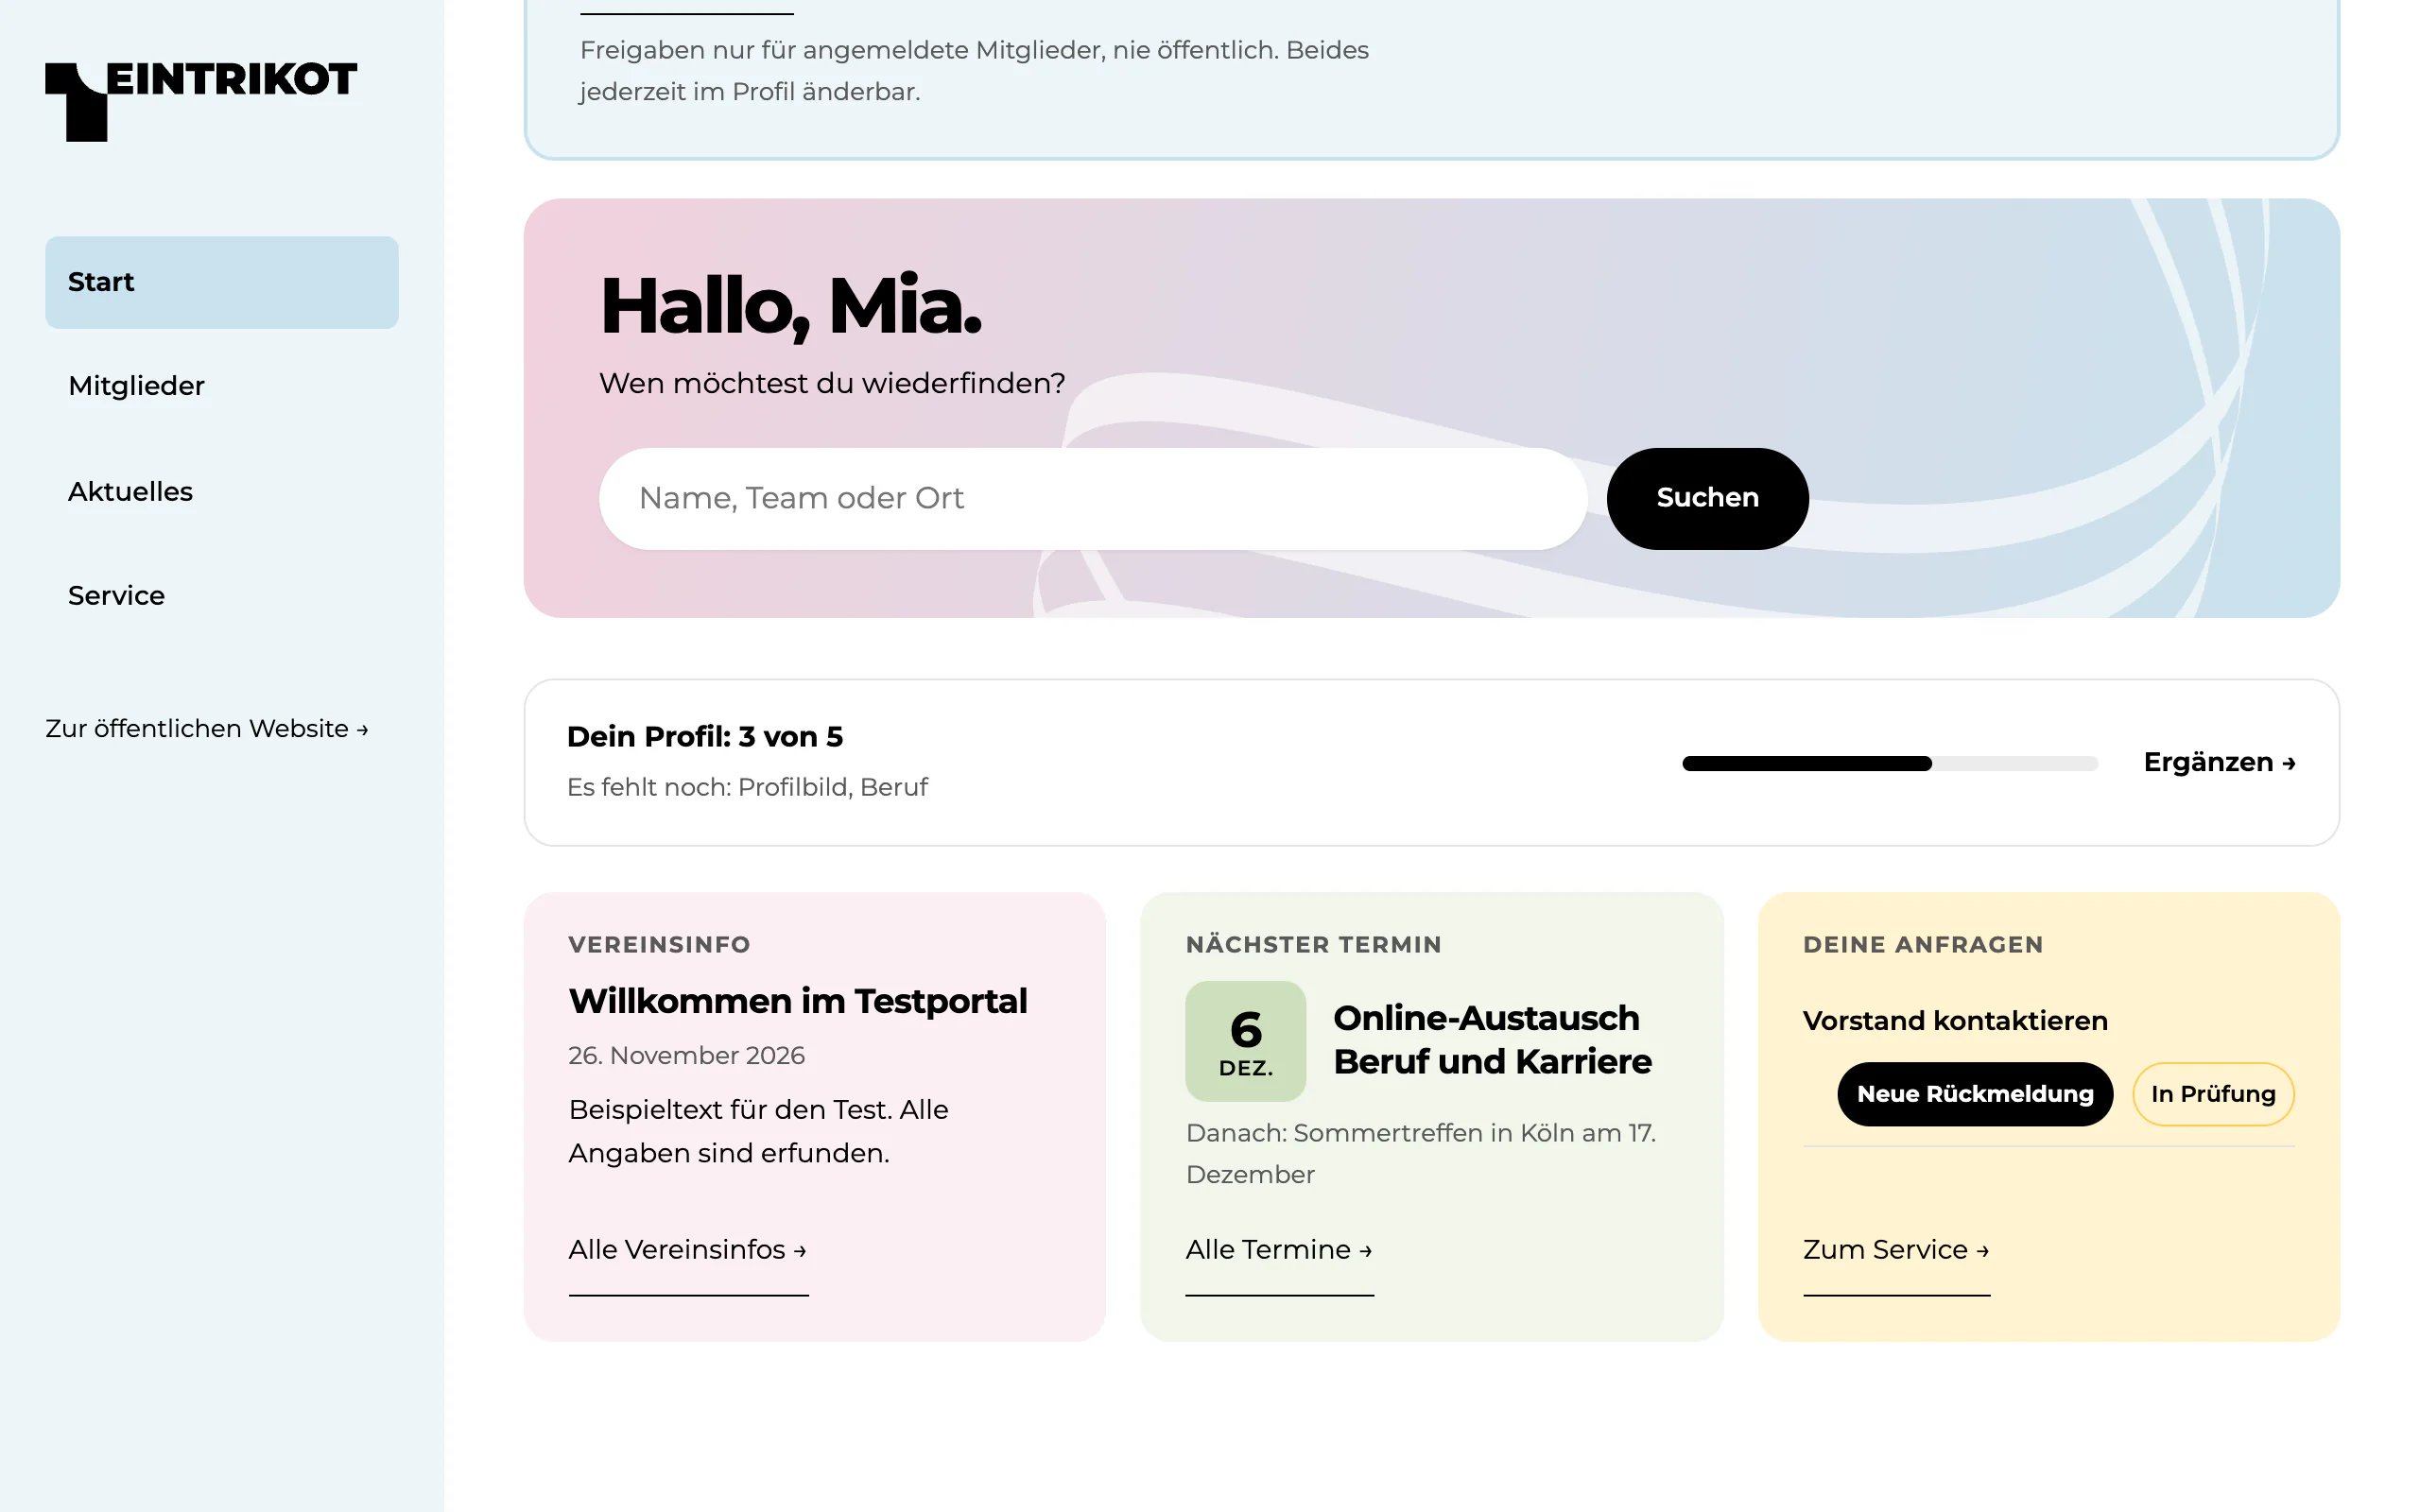 TEINTRIKOT
Start
Mitglieder
Aktuelles
Service
Zur öffentlichen Website →
Freigaben nur für angemeldete Mitglieder, nie öffentlich. Beides
jederzeit im Profil änderbar.
Hallo, Mia.
Wen möchtest du wiederfinden?
Name, Team oder Ort
Suchen
Dein Profil: 3 von 5
Es fehlt noch: Profilbild, Beruf
Ergänzen →
VEREINSINFO
Willkommen im Testportal
26. November 2026
Beispieltext für den Test. Alle
Angaben sind erfunden.
Alle Vereinsinfos →
NÄCHSTER TERMIN
6
DEZ.
Online-Austausch
Beruf und Karriere
Danach: Sommertreffen in Köln am 17.
Dezember
Alle Termine →
DEINE ANFRAGEN
Vorstand kontaktieren
Neue Rückmeldung
In Prüfung
Zum Service →